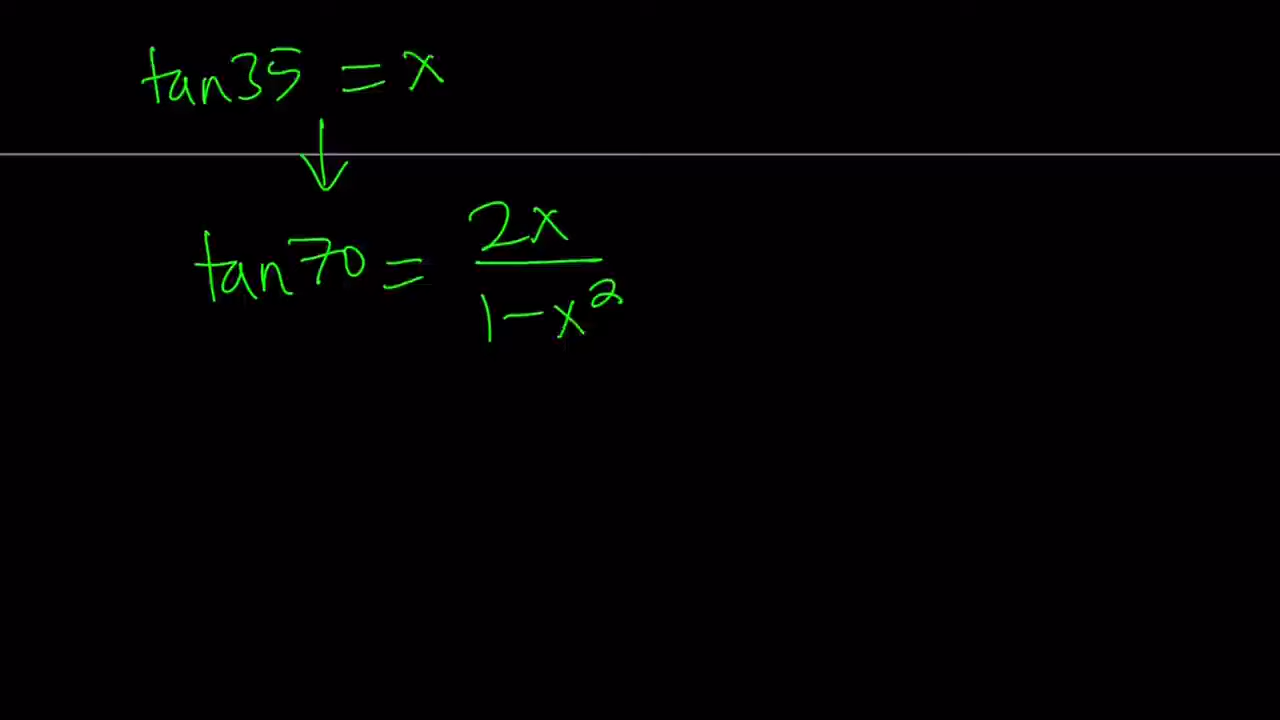 tan35 = x
tan70 = 2x
1-x²